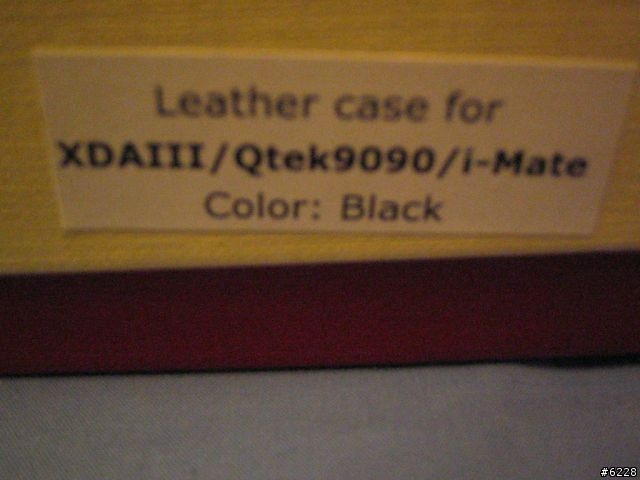 Leather case for
XDAIII/Qtek9090/i-Mate
Color: Black
#6228